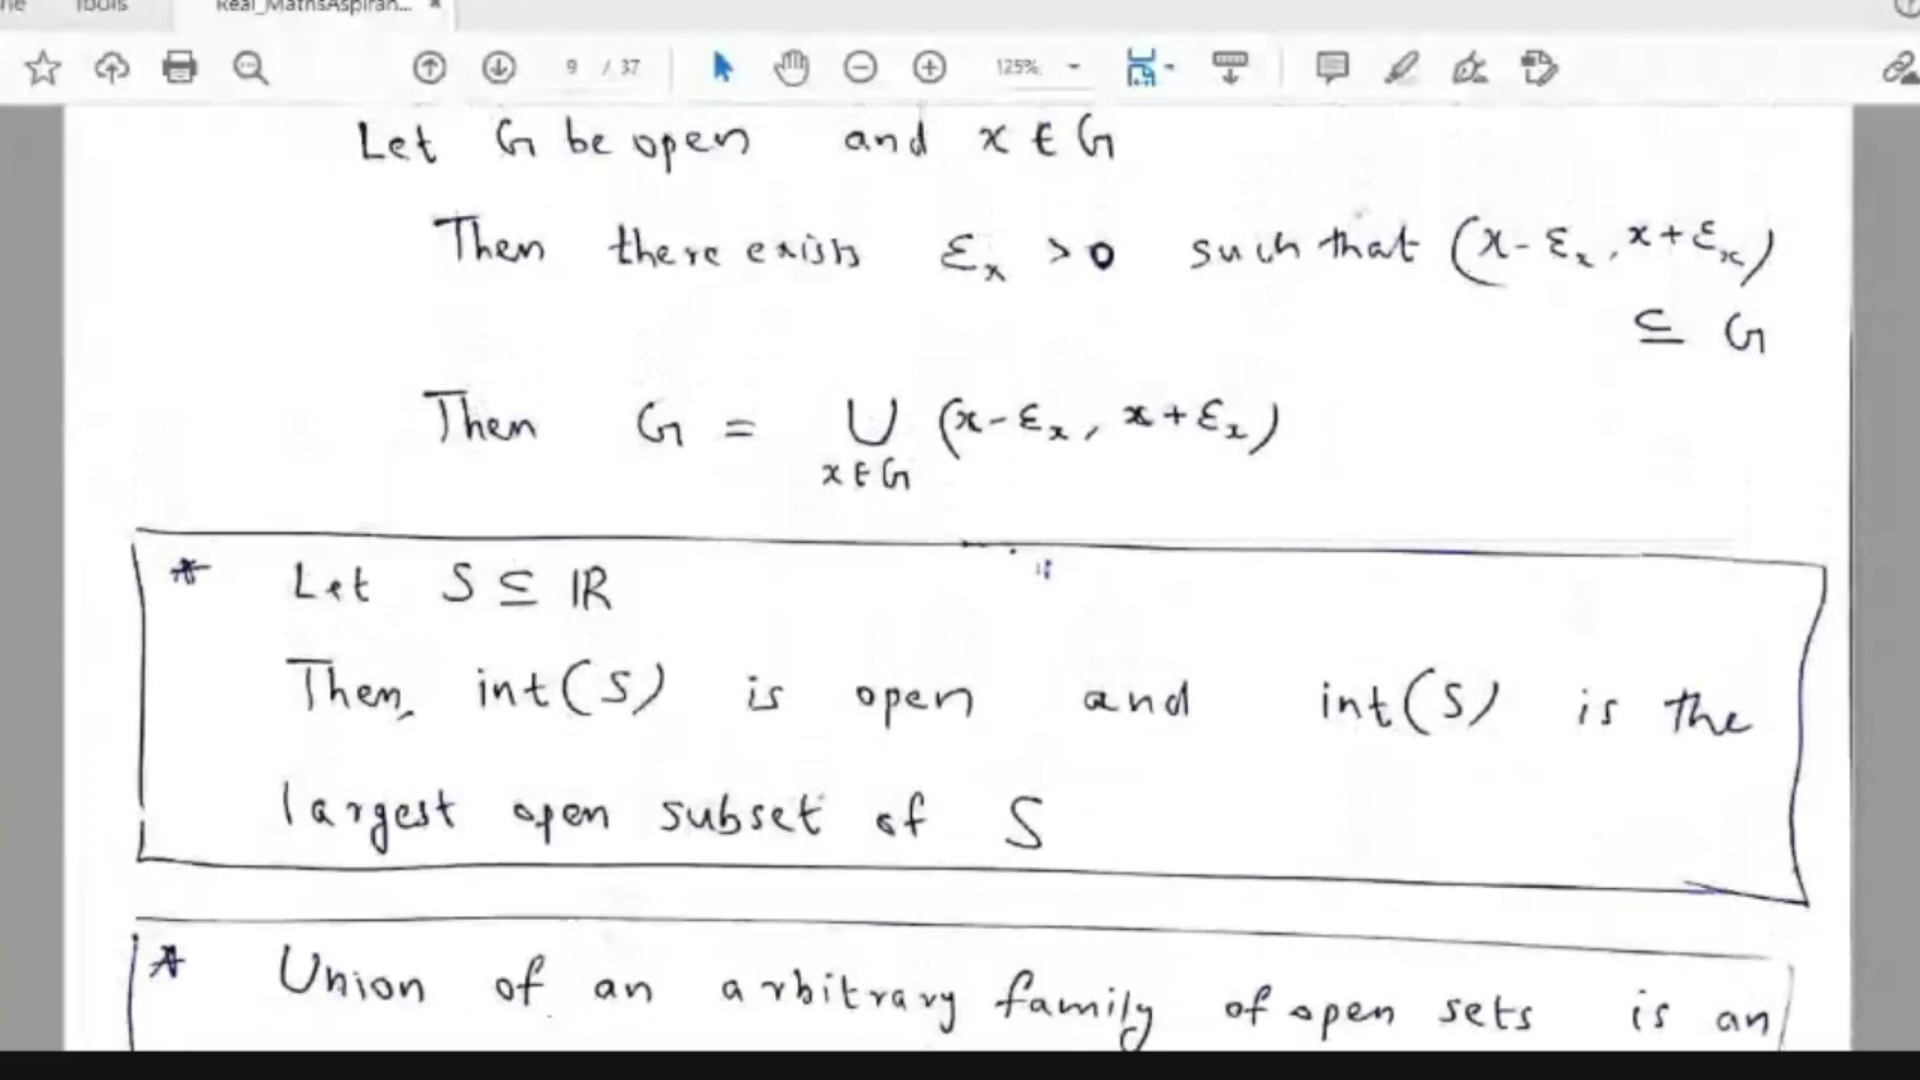 Tools Real_MathsAspiran...
9 / 37 125%
Let G be open and x ∈ G
Then there exists ε_x > 0 such that (x-ε_x, x+ε_x)
⊆ G
Then G = ∪ (x-ε_x, x+ε_x)
x∈G
* Let S ⊆ ℝ
Then, int(S) is open and int(S) is the
largest open subset of S
* Union of an arbitrary family of open sets is an